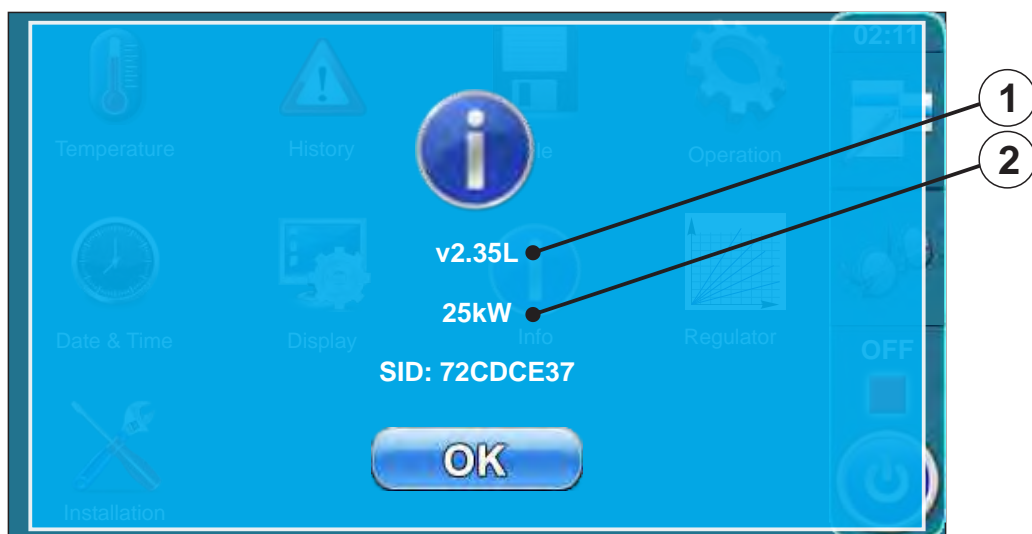 02:11
1
Temperature
History
Operation
2
v2.35L
25kW
Date & Time
Display
Info
Regulator
OFF
SID: 72CDCE37
OK
Installation